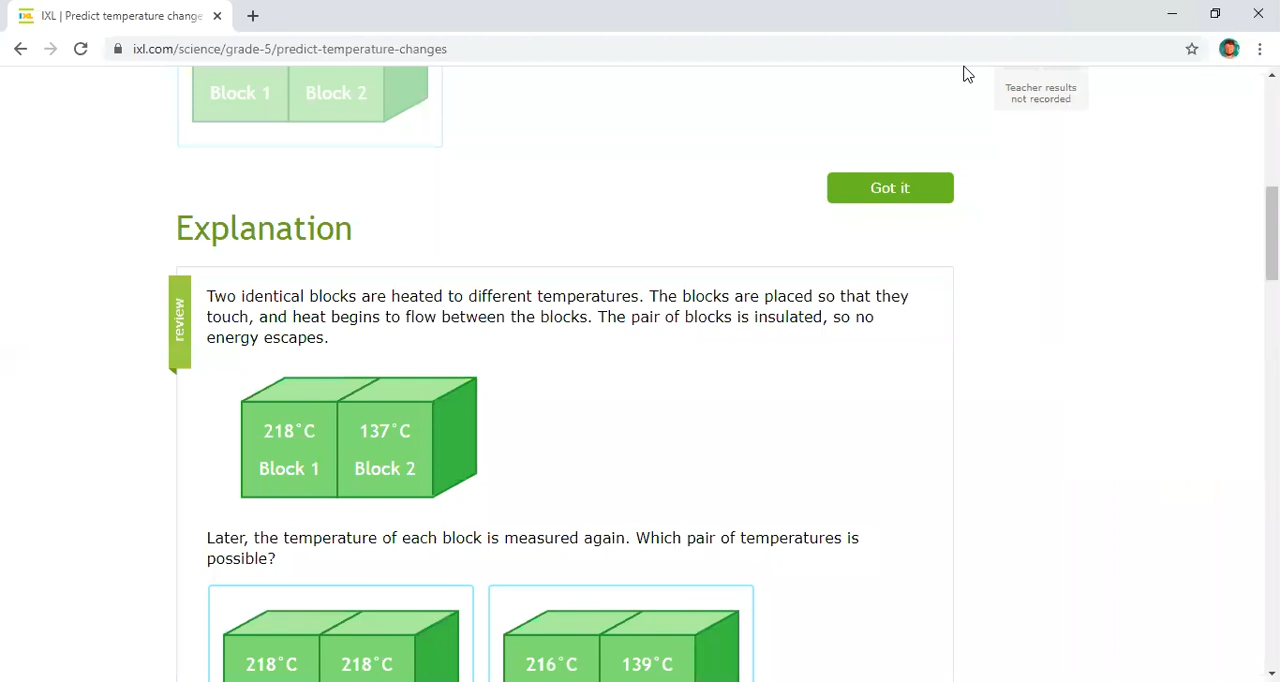 IXL | Predict temperature change
ixl.com/science/grade-5/predict-temperature-changes
Block 1 Block 2
Teacher results
not recorded
Got it
Explanation
review
Two identical blocks are heated to different temperatures. The blocks are placed so that they
touch, and heat begins to flow between the blocks. The pair of blocks is insulated, so no
energy escapes.
218°C 137°C
Block 1 Block 2
Later, the temperature of each block is measured again. Which pair of temperatures is
possible?
218°C 218°C 216°C 139°C